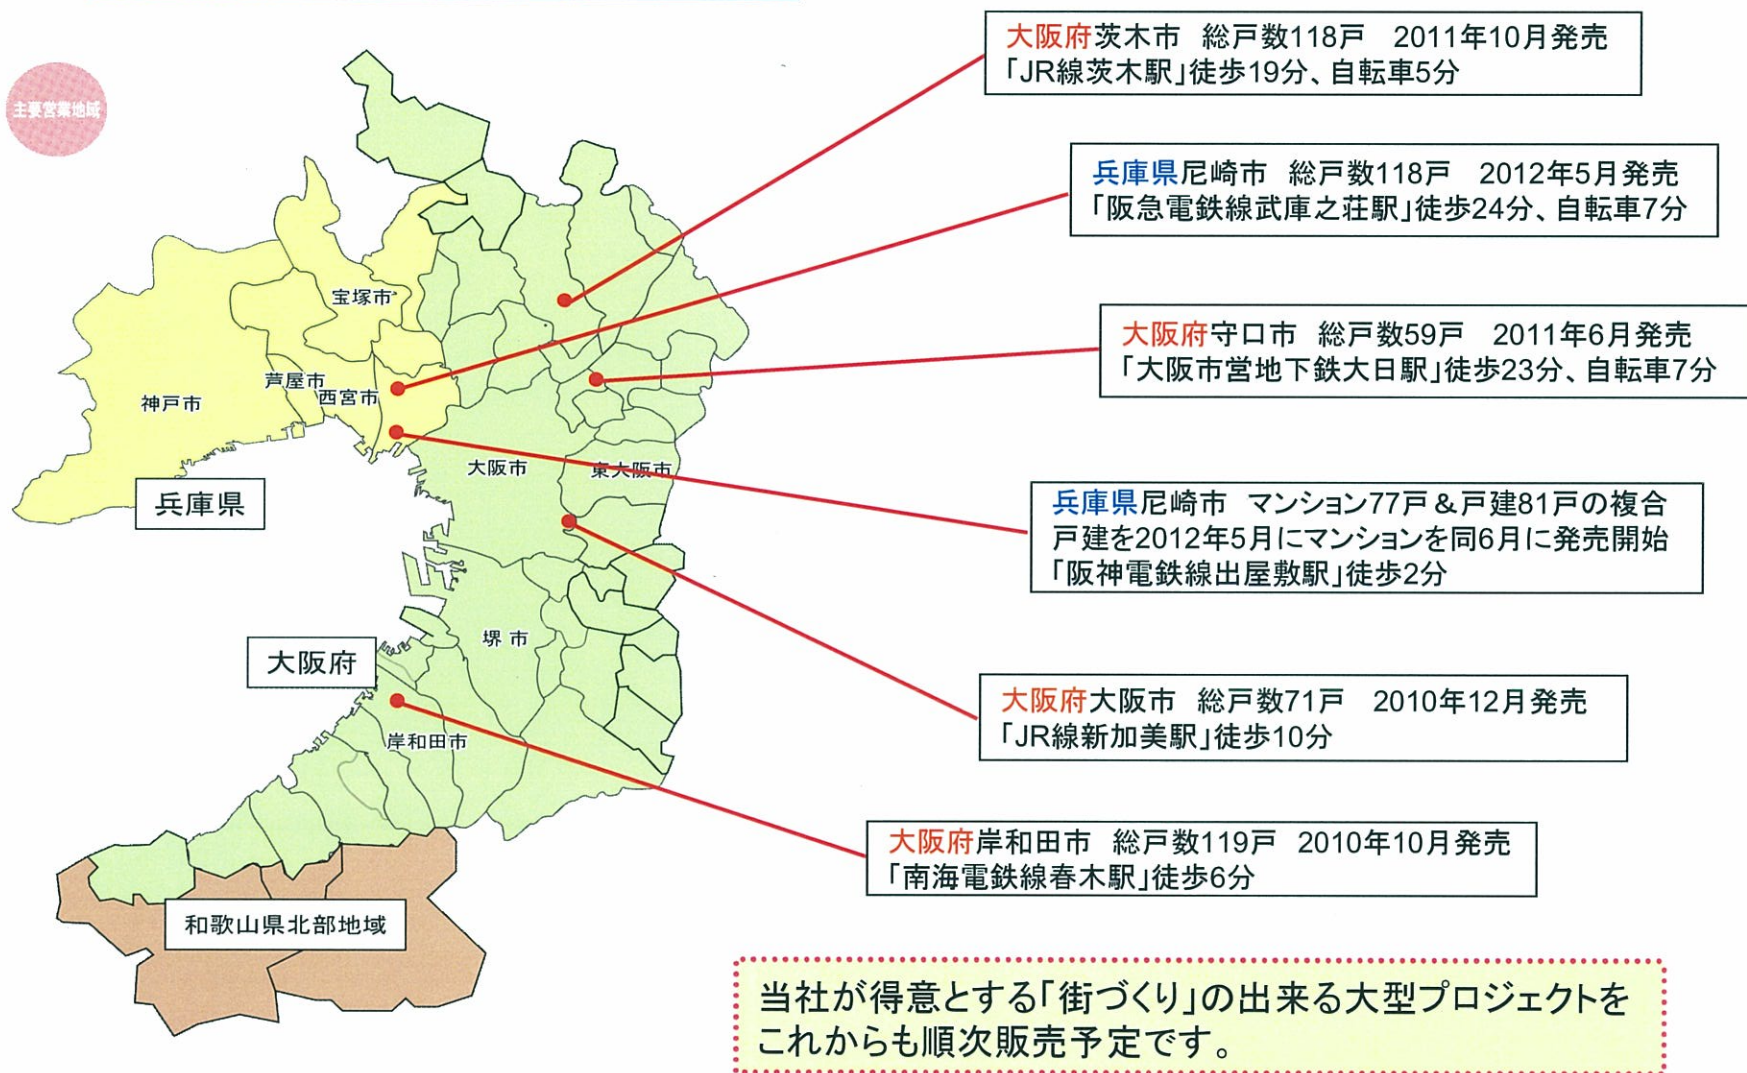 主要営業地域
大阪府茨木市 総戸数118戸 2011年10月発売
「JR線茨木駅」徒歩19分、自転車5分
兵庫県尼崎市 総戸数118戸 2012年5月発売
「阪急電鉄線武庫之荘駅」徒歩24分、自転車7分
大阪府守口市 総戸数59戸 2011年6月発売
「大阪市営地下鉄大日駅」徒歩23分、自転車7分
兵庫県尼崎市 マンション77戸&戸建81戸の複合
戸建を2012年5月にマンションを同6月に発売開始
「阪神電鉄線出屋敷駅」徒歩2分
大阪府大阪市 総戸数71戸 2010年12月発売
「JR線新加美駅」徒歩10分
大阪府岸和田市 総戸数119戸 2010年10月発売
「南海電鉄線春木駅」徒歩6分
宝塚市
芦屋市
西宮市
神戸市
大阪市
東大阪市
兵庫県
堺市
大阪府
岸和田市
和歌山県北部地域
当社が得意とする「街づくり」の出来る大型プロジェクトを
これからも順次販売予定です。